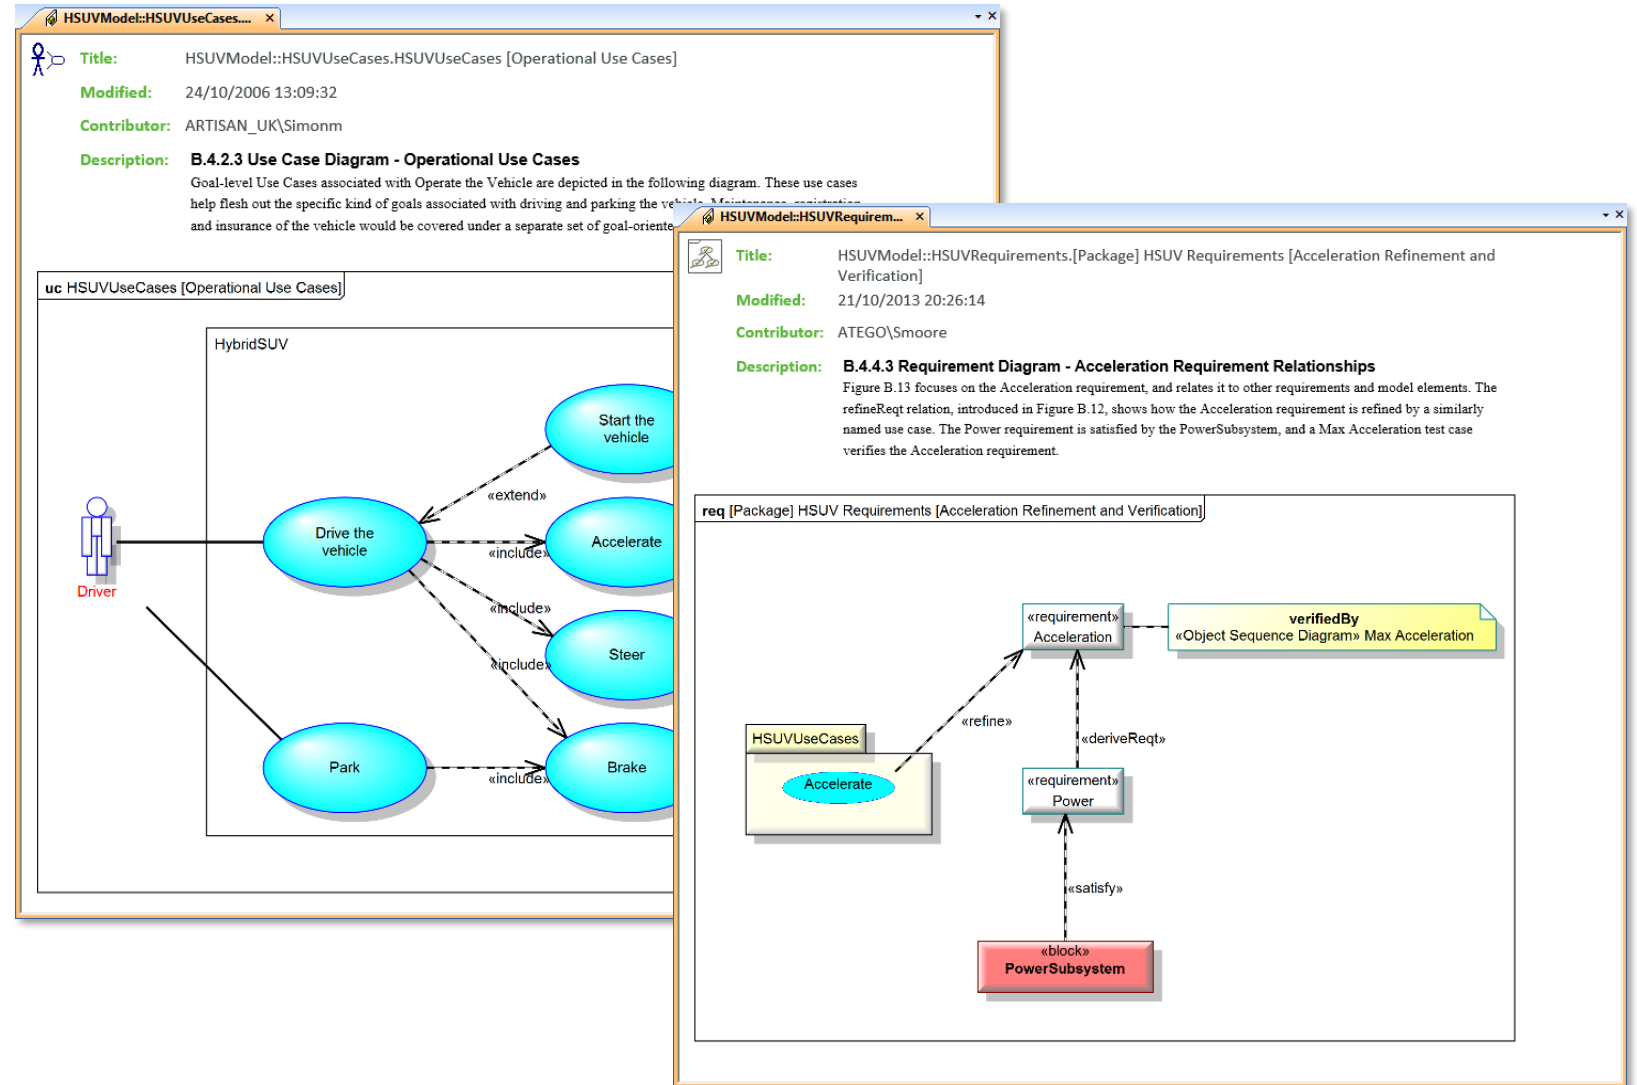 HSUVModel::HSUVUseCases....
Title: HSUVModel::HSUVUseCases.HSUVUseCases [Operational Use Cases]
Modified: 24/10/2006 13:09:32
Contributor: ARTISAN_UK\Simonm
Description: B.4.2.3 Use Case Diagram - Operational Use Cases
Goal-level Use Cases associated with Operate the Vehicle are depicted in the following diagram. These use cases
help flesh out the specific kind of goals associated with driving and parking the vehicle. Maintenance, registration
and insurance of the vehicle would be covered under a separate set of goal-oriente
uc HSUVUseCases [Operational Use Cases]
HybridSUV
Start the
vehicle
«extend»
Drive the
vehicle
Accelerate
«include»
Driver
«include»
Steer
«include»
Park
Brake
«include»
HSUVModel::HSUVRequirem...
Title: HSUVModel::HSUVRequirements.[Package] HSUV Requirements [Acceleration Refinement and
Verification]
Modified: 21/10/2013 20:26:14
Contributor: ATEGO\Smoore
Description: B.4.4.3 Requirement Diagram - Acceleration Requirement Relationships
Figure B.13 focuses on the Acceleration requirement, and relates it to other requirements and model elements. The
refineReqt relation, introduced in Figure B.12, shows how the Acceleration requirement is refined by a similarly
named use case. The Power requirement is satisfied by the PowerSubsystem, and a Max Acceleration test case
verifies the Acceleration requirement.
req [Package] HSUV Requirements [Acceleration Refinement and Verification]
«requirement»
Acceleration
verifiedBy
«Object Sequence Diagram» Max Acceleration
«refine»
HSUVUseCases
Accelerate
«deriveReqt»
«requirement»
Power
«satisfy»
«block»
PowerSubsystem